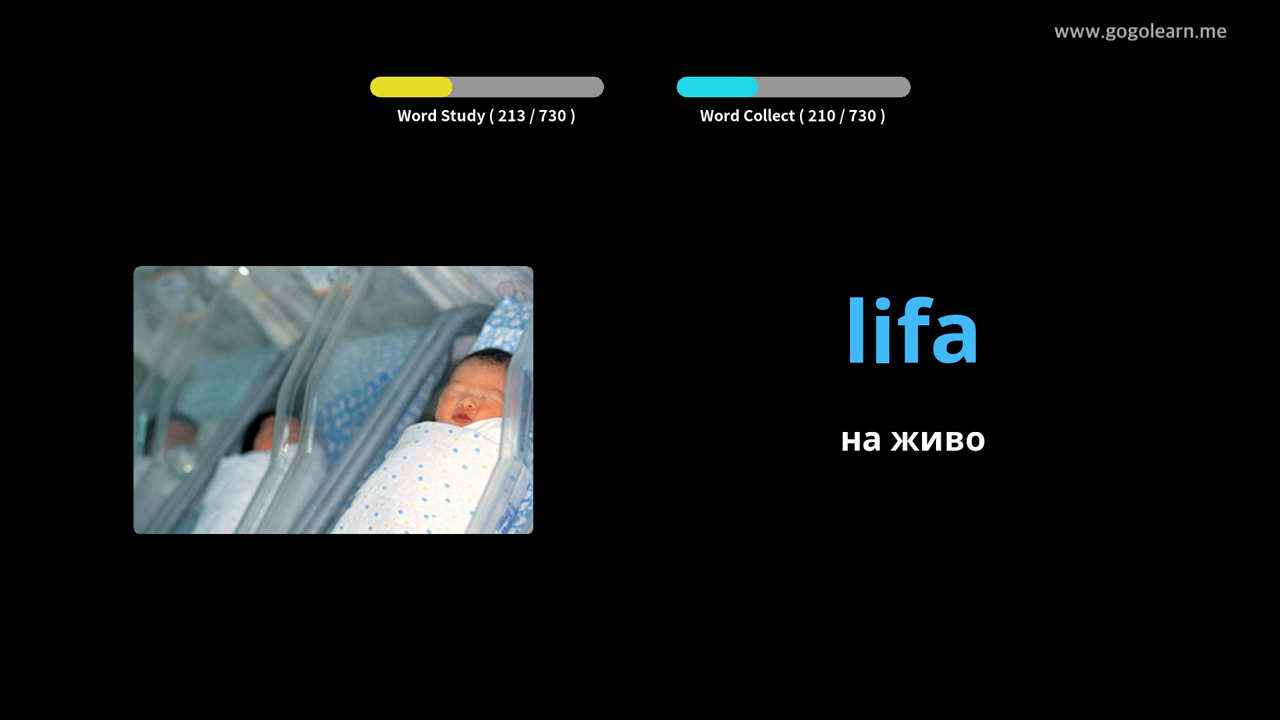 www.gogolearn.me
Word Study ( 213 / 730 )
Word Collect ( 210 / 730 )
lifa
на живо